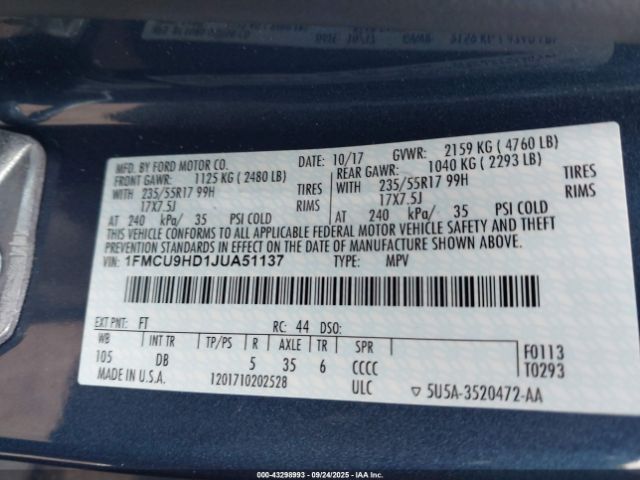 MFD. BY FORD MOTOR CO. DATE: 10/17 GVWR: 2159 KG ( 4760 LB)
FRONT GAWR: 1125 KG ( 2480 LB) REAR GAWR: 1040 KG ( 2293 LB)
WITH 235/55R17 99H TIRES WITH 235/55R17 99H TIRES
17X7.5J RIMS 17X7.5J RIMS
AT 240 kPa/ 35 PSI COLD AT 240 kPa/ 35 PSI COLD
THIS VEHICLE CONFORMS TO ALL APPLICABLE FEDERAL MOTOR VEHICLE SAFETY AND THEFT
PREVENTION STANDARDS IN EFFECT ON THE DATE OF MANUFACTURE SHOWN ABOVE.
VIN: 1FMCU9HD1JUA51137 TYPE: MPV
EXT PNT: FT RC: 44 DSO:
WB INT TR TP/PS R AXLE TR SPR
105 DB 5 35 6 CCCC
F0113
T0293
MADE IN U.S.A. 1201710202528 ULC ▽ 5U5A-3520472-AA
000-43298993 - 09/24/2025 - COPART, INC.